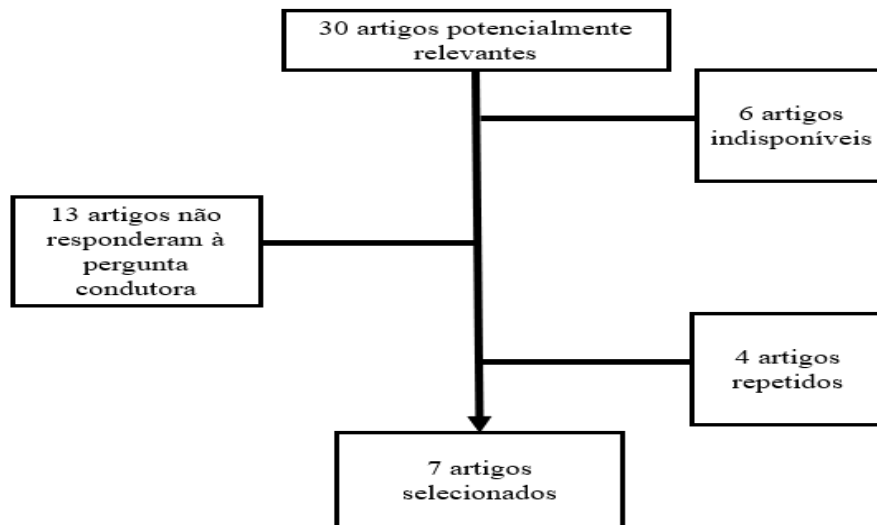 30 artigos potencialmente
relevantes
6 artigos
indisponíveis
13 artigos não
responderam à
pergunta
condutora
4 artigos
repetidos
7 artigos
selecionados